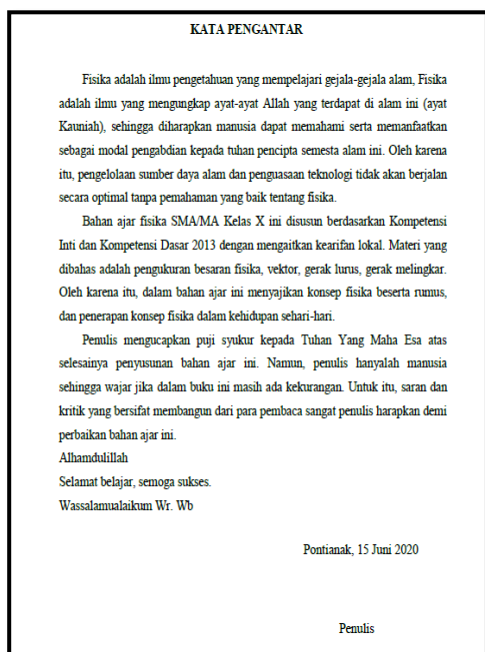 KATA PENGANTAR
Fisika adalah ilmu pengetahuan yang mempelajari gejala-gejala alam, Fisika
adalah ilmu yang mengungkap ayat-ayat Allah yang terdapat di alam ini (ayat
Kauniah), sehingga diharapkan manusia dapat memahami serta memanfaatkan
sebagai modal pengabdian kepada tuhan pencipta semesta alam ini. Oleh karena
itu, pengelolaan sumber daya alam dan penguasaan teknologi tidak akan berjalan
secara optimal tanpa pemahaman yang baik tentang fisika.
Bahan ajar fisika SMA/MA Kelas X ini disusun berdasarkan Kompetensi
Inti dan Kompetensi Dasar 2013 dengan mengaitkan kearifan lokal. Materi yang
dibahas adalah pengukuran besaran fisika, vektor, gerak lurus, gerak melingkar.
Oleh karena itu, dalam bahan ajar ini menyajikan konsep fisika beserta rumus,
dan penerapan konsep fisika dalam kehidupan sehari-hari.
Penulis mengucapkan puji syukur kepada Tuhan Yang Maha Esa atas
selesainya penyusunan bahan ajar ini. Namun, penulis hanyalah manusia
sehingga wajar jika dalam buku ini masih ada kekurangan. Untuk itu, saran dan
kritik yang bersifat membangun dari para pembaca sangat penulis harapkan demi
perbaikan bahan ajar ini.
Alhamdulillah
Selamat belajar, semoga sukses.
Wassalamualaikum Wr. Wb
Pontianak, 15 Juni 2020
Penulis